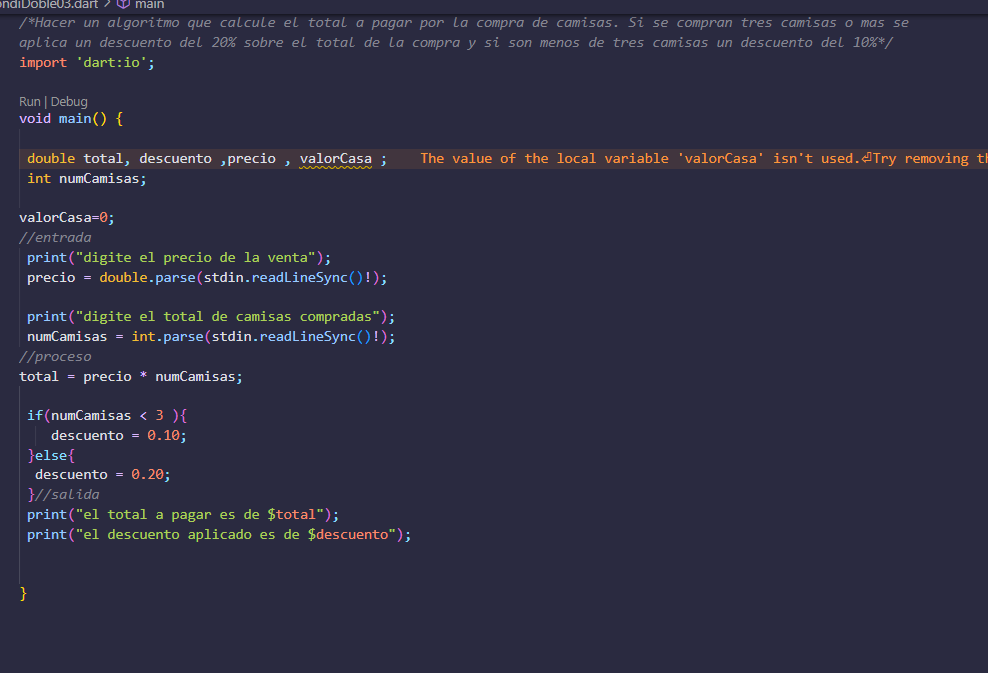 ondiDoble03.dart > main
/*Hacer un algoritmo que calcule el total a pagar por la compra de camisas. Si se compran tres camisas o mas se
aplica un descuento del 20% sobre el total de la compra y si son menos de tres camisas un descuento del 10%*/
import 'dart:io';
Run | Debug
void main() {
double total, descuento ,precio , valorCasa ; The value of the local variable 'valorCasa' isn't used.⏎Try removing th
int numCamisas;
valorCasa=0;
//entrada
print("digite el precio de la venta");
precio = double.parse(stdin.readLineSync()!);
print("digite el total de camisas compradas");
numCamisas = int.parse(stdin.readLineSync()!);
//proceso
total = precio * numCamisas;
if(numCamisas < 3 ){
descuento = 0.10;
}else{
descuento = 0.20;
}//salida
print("el total a pagar es de $total");
print("el descuento aplicado es de $descuento");
}